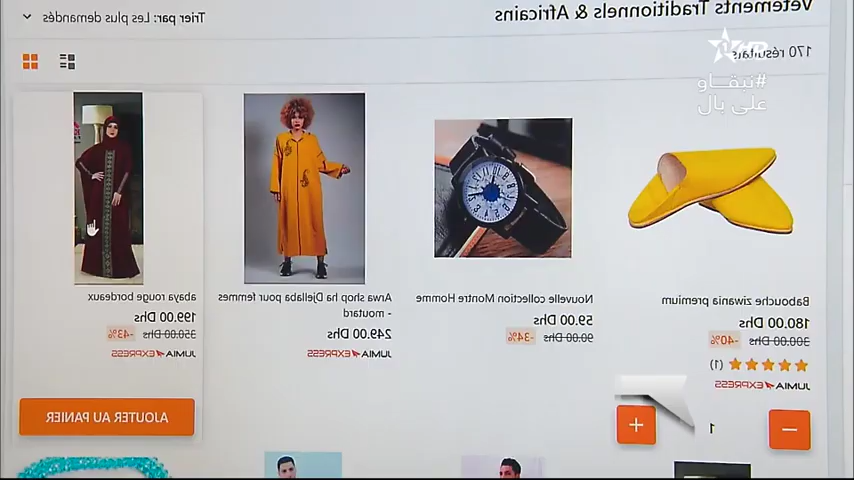 Vêtements Traditionnels & Africains
Trier par: Les plus demandés
170 résultats
HD
#نبقاو
على بال
Babouche ziwania premium
180.00 Dhs
300.00 Dhs -40%
(1)
JUMIA EXPRESS
1
Nouvelle collection Montre Homme
59.00 Dhs
90.00 Dhs -34%
Arwa shop ha Djellaba pour femmes
- moutard
249.00 Dhs
JUMIA EXPRESS
abaya rouge bordeaux
199.00 Dhs
350.00 Dhs -43%
JUMIA EXPRESS
AJOUTER AU PANIER